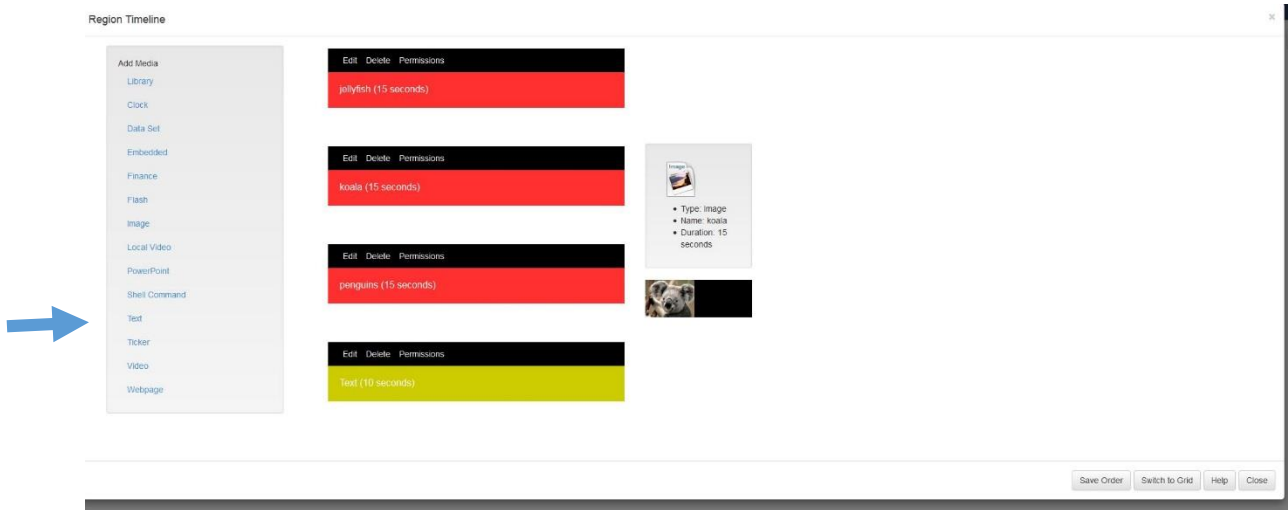 Region Timeline
×
Add Media
Library
Clock
Data Set
Embedded
Finance
Flash
Image
Local Video
PowerPoint
Shell Command
Text
Ticker
Video
Webpage
Edit Delete Permissions
jellyfish (15 seconds)
Edit Delete Permissions
koala (15 seconds)
Edit Delete Permissions
penguins (15 seconds)
Edit Delete Permissions
Text (10 seconds)
Image
• Type: Image
• Name: koala
• Duration: 15
seconds
Save Order Switch to Grid Help Close